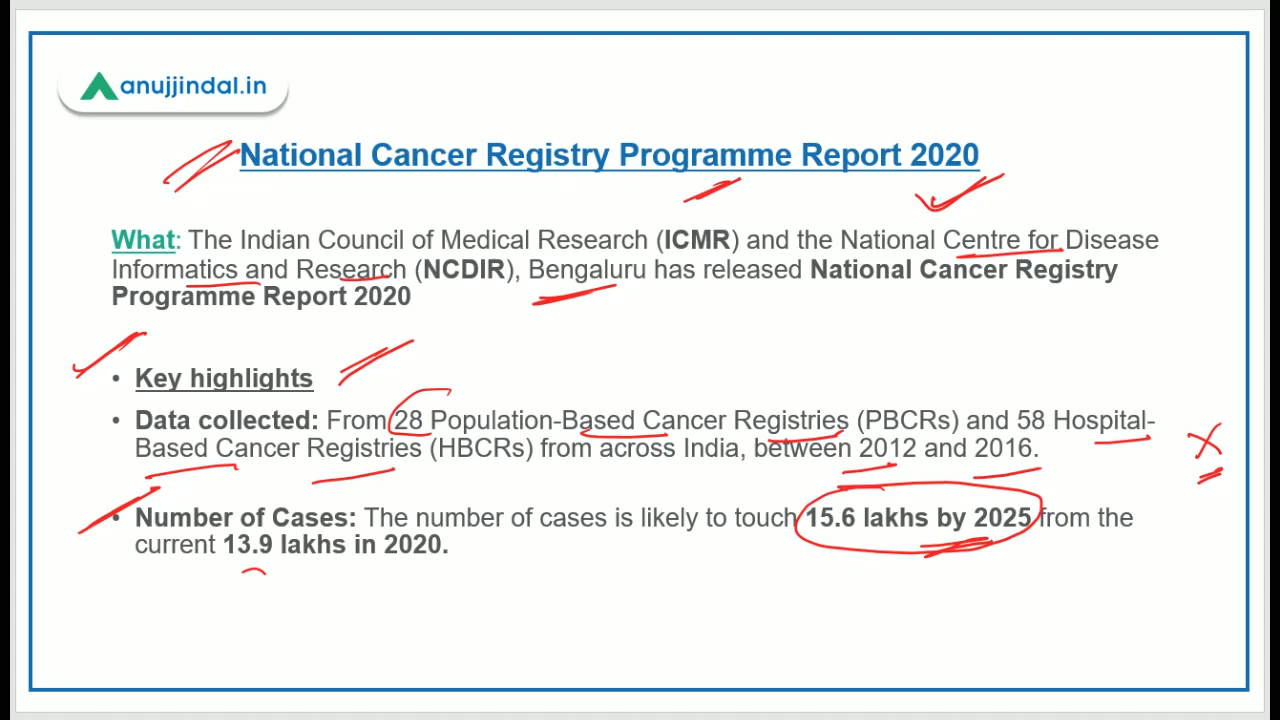 anujjindal.in
National Cancer Registry Programme Report 2020
What: The Indian Council of Medical Research (ICMR) and the National Centre for Disease
Informatics and Research (NCDIR), Bengaluru has released National Cancer Registry
Programme Report 2020
• Key highlights
• Data collected: From 28 Population-Based Cancer Registries (PBCRs) and 58 Hospital-
Based Cancer Registries (HBCRs) from across India, between 2012 and 2016.
• Number of Cases: The number of cases is likely to touch 15.6 lakhs by 2025 from the
current 13.9 lakhs in 2020.